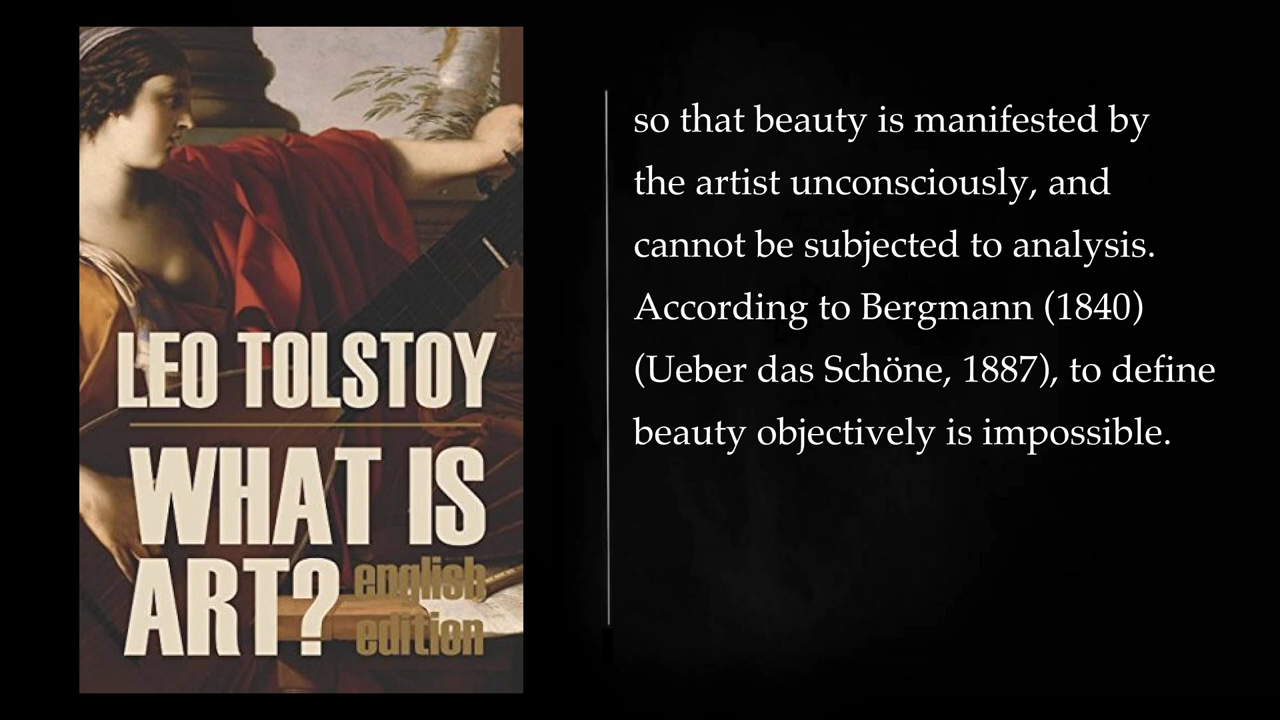 LEO TOLSTOY
WHAT IS
ART?
english
edition
so that beauty is manifested by
the artist unconsciously, and
cannot be subjected to analysis.
According to Bergmann (1840)
(Ueber das Schöne, 1887), to define
beauty objectively is impossible.